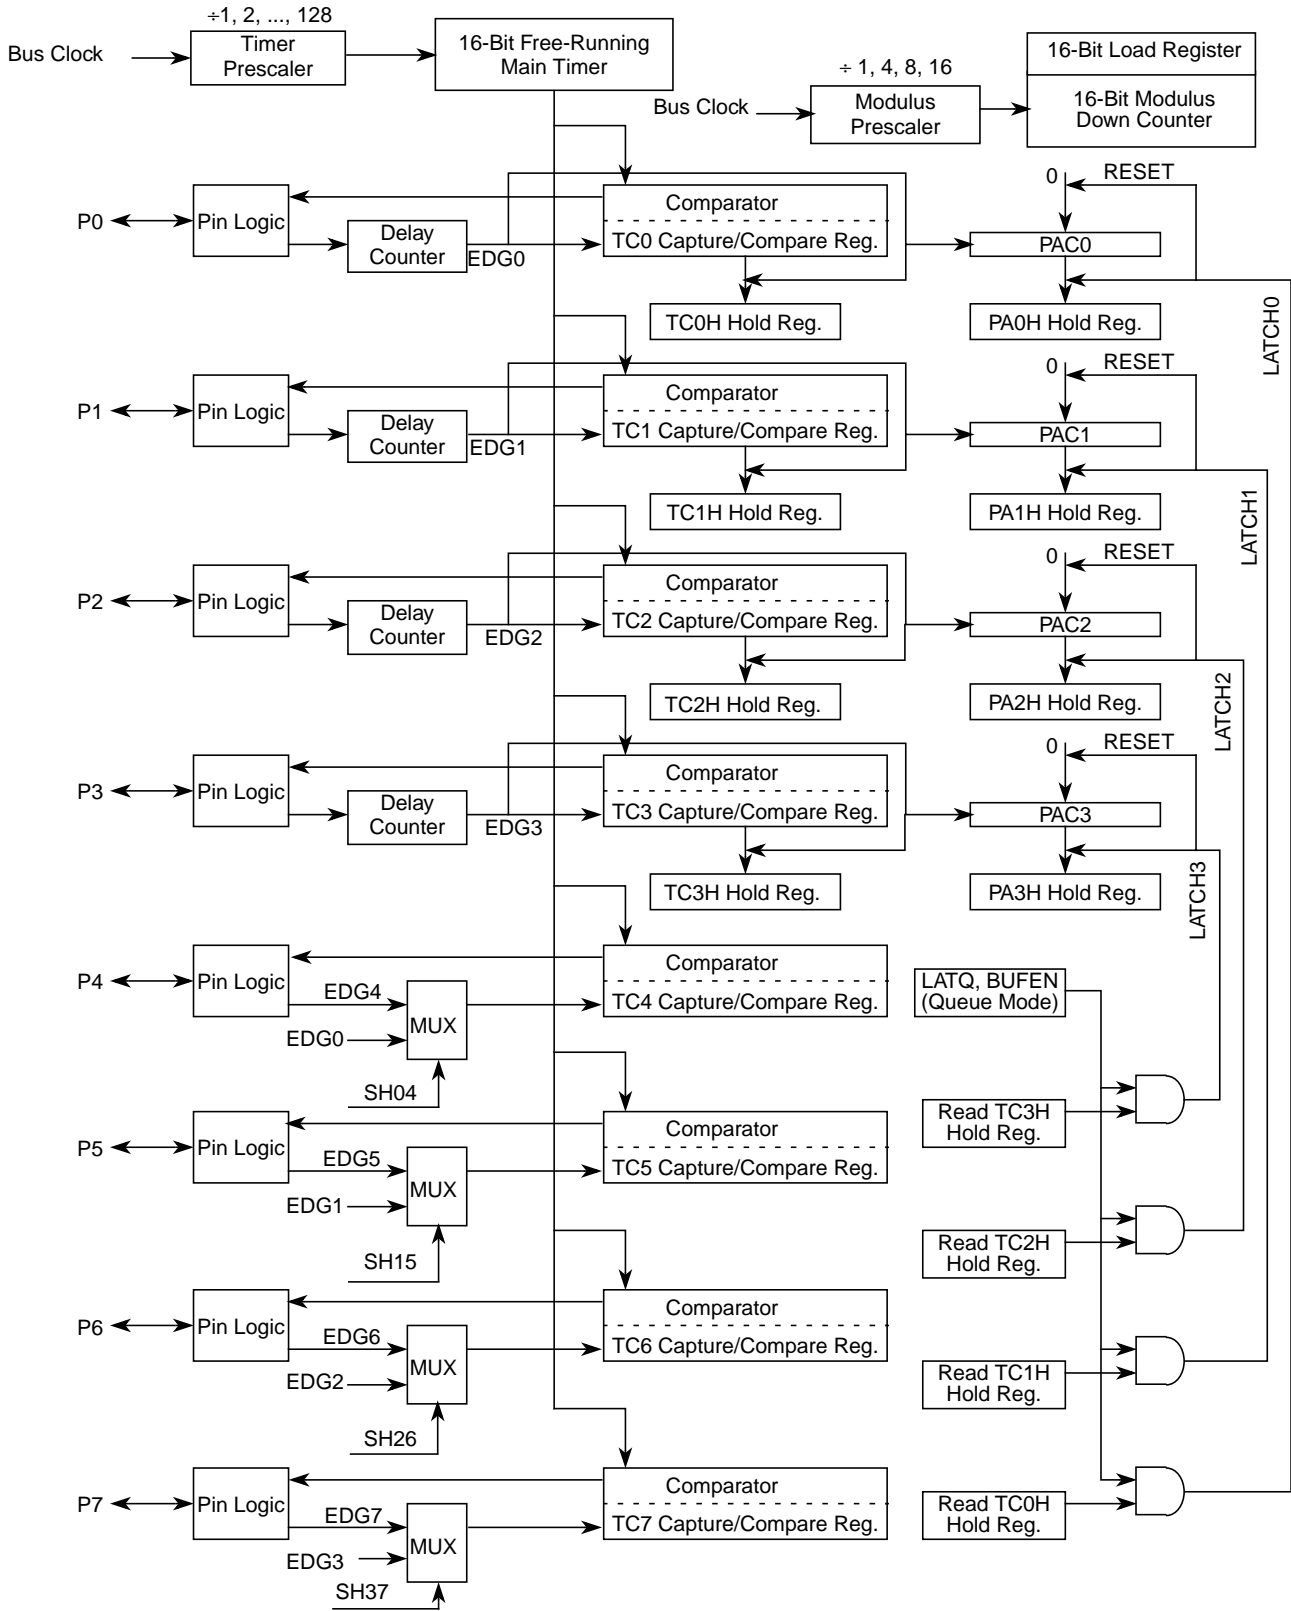 ÷1, 2, ..., 128
Bus Clock
Timer
Prescaler
16-Bit Free-Running
Main Timer
÷ 1, 4, 8, 16
Bus Clock
Modulus
Prescaler
16-Bit Load Register
16-Bit Modulus
Down Counter
P0
Pin Logic
Delay
Counter
EDG0
Comparator
TC0 Capture/Compare Reg.
TC0H Hold Reg.
0
RESET
PAC0
PA0H Hold Reg.
LATCH0
P1
Pin Logic
Delay
Counter
EDG1
Comparator
TC1 Capture/Compare Reg.
TC1H Hold Reg.
0
RESET
PAC1
PA1H Hold Reg.
LATCH1
P2
Pin Logic
Delay
Counter
EDG2
Comparator
TC2 Capture/Compare Reg.
TC2H Hold Reg.
0
RESET
PAC2
PA2H Hold Reg.
LATCH2
P3
Pin Logic
Delay
Counter
EDG3
Comparator
TC3 Capture/Compare Reg.
TC3H Hold Reg.
0
RESET
PAC3
PA3H Hold Reg.
LATCH3
P4
Pin Logic
EDG4
EDG0
MUX
SH04
Comparator
TC4 Capture/Compare Reg.
LATQ, BUFEN
(Queue Mode)
P5
Pin Logic
EDG5
EDG1
MUX
SH15
Comparator
TC5 Capture/Compare Reg.
Read TC3H
Hold Reg.
Read TC2H
Hold Reg.
P6
Pin Logic
EDG6
EDG2
MUX
SH26
Comparator
TC6 Capture/Compare Reg.
Read TC1H
Hold Reg.
P7
Pin Logic
EDG7
EDG3
MUX
SH37
Comparator
TC7 Capture/Compare Reg.
Read TC0H
Hold Reg.